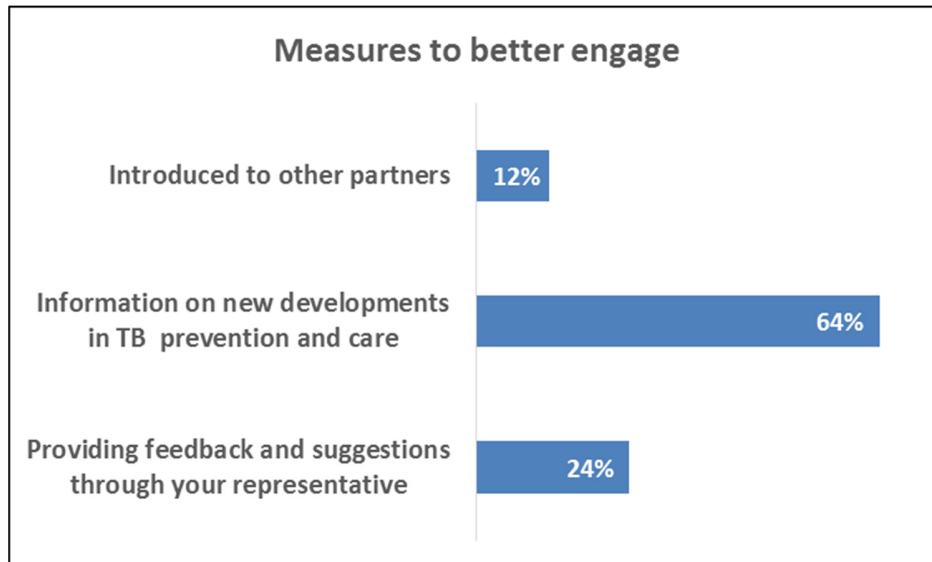 Measures to better engage
Introduced to other partners
12%
Information on new developments
in TB prevention and care
64%
Providing feedback and suggestions
through your representative
24%